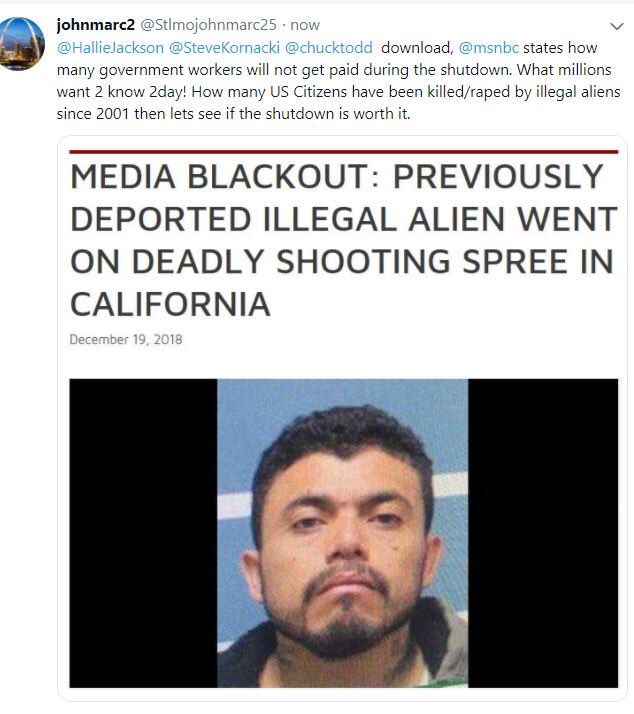 johnmarc2 @Stlmojohnmarc25 · now
@HallieJackson @SteveKornacki @chucktodd download, @msnbc states how
many government workers will not get paid during the shutdown. What millions
want 2 know 2day! How many US Citizens have been killed/raped by illegal aliens
since 2001 then lets see if the shutdown is worth it.
MEDIA BLACKOUT: PREVIOUSLY
DEPORTED ILLEGAL ALIEN WENT
ON DEADLY SHOOTING SPREE IN
CALIFORNIA
December 19, 2018